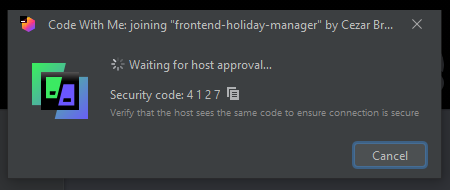 Code With Me: joining "frontend-holiday-manager" by Cezar Br...
Waiting for host approval...
Security code: 4 1 2 7
Verify that the host sees the same code to ensure connection is secure
Cancel